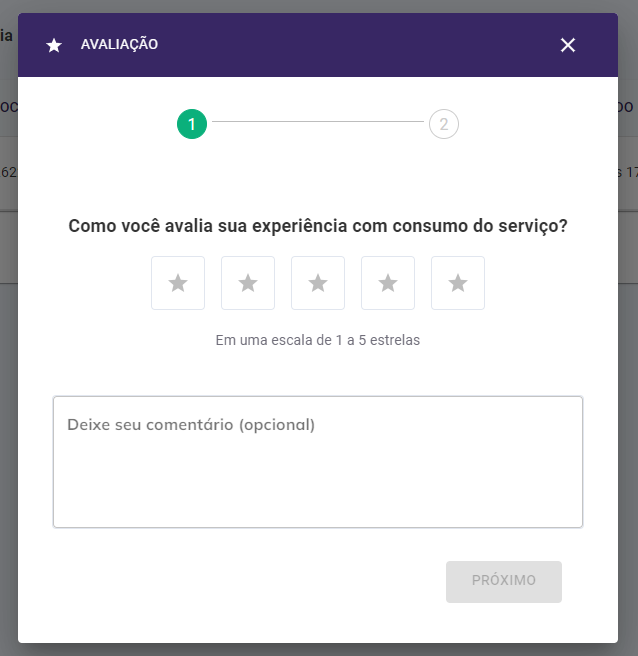 ia
AVALIAÇÃO
1
2
Como você avalia sua experiência com consumo do serviço?
Em uma escala de 1 a 5 estrelas
Deixe seu comentário (opcional)
PRÓXIMO